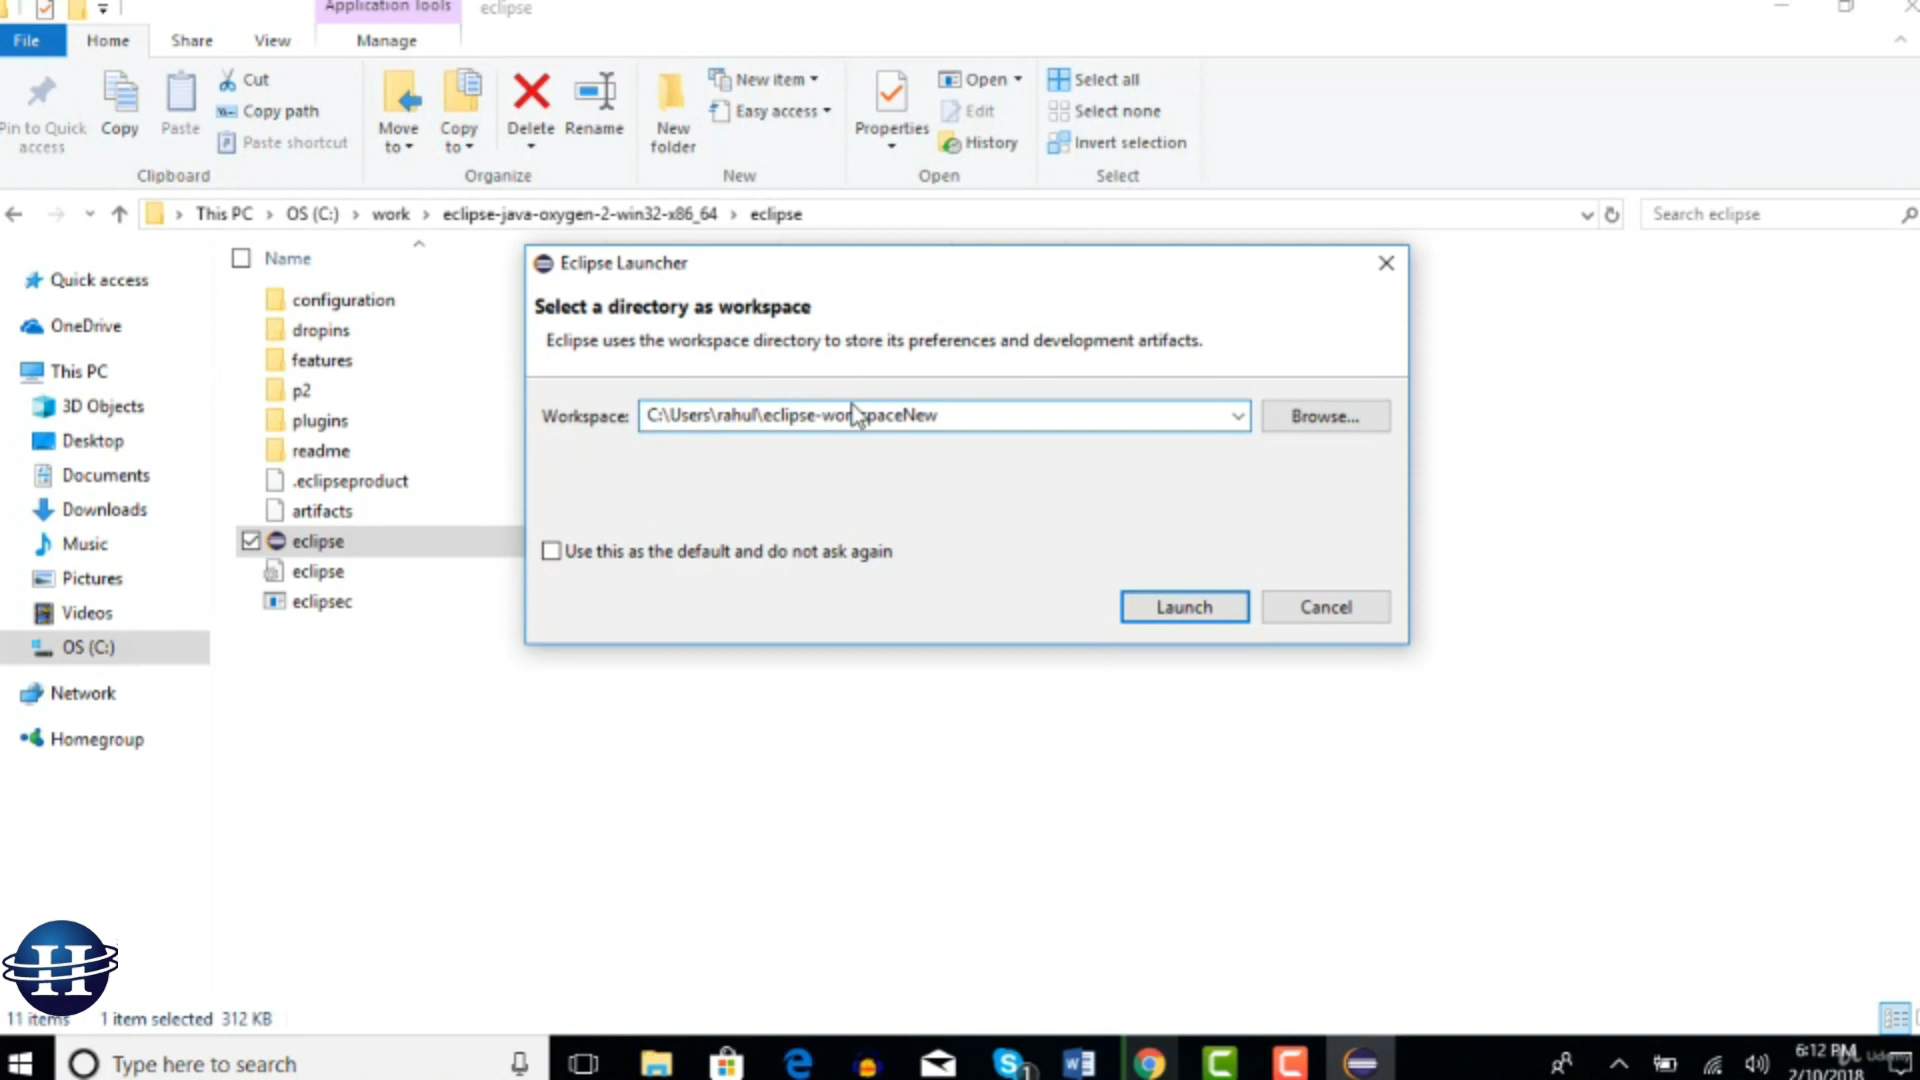 Application Tools eclipse
File Home Share View Manage
Pin to Quick access
Copy
Paste
Cut
Copy path
Paste shortcut
Clipboard
Move to
Copy to
Delete
Rename
Organize
New folder
New item
Easy access
New
Properties
Open
Edit
History
Open
Select all
Select none
Invert selection
Select
This PC > OS (C:) > work > eclipse-java-oxygen-2-win32-x86_64 > eclipse
Search eclipse
Quick access
OneDrive
This PC
3D Objects
Desktop
Documents
Downloads
Music
Pictures
Videos
OS (C:)
Network
Homegroup
Name
configuration
dropins
features
p2
plugins
readme
.eclipseproduct
artifacts
eclipse
eclipse
eclipsec
Eclipse Launcher
Select a directory as workspace
Eclipse uses the workspace directory to store its preferences and development artifacts.
Workspace: C:\Users\rahul\eclipse-workspaceNew Browse...
Use this as the default and do not ask again
Launch Cancel
H
11 items 1 item selected 312 KB
Type here to search
6:12 PM
2/10/2018
Udemy